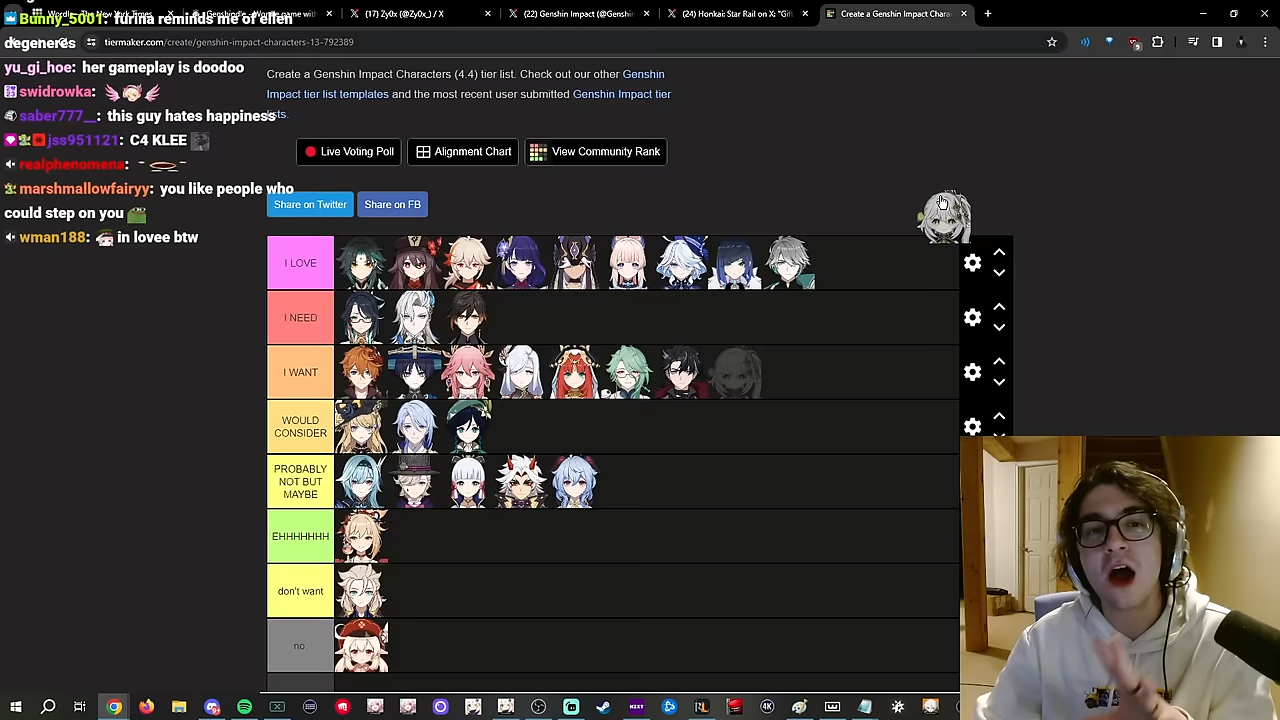 Wordle - The New York Times
(17) Zy0x (@Zy0x_) / X
(22) Genshin Impact (@Genshin
(24) Honkai: Star Rail on X: "Gif
Create a Genshin Impact Chara
Bunny_5001: furina reminds me of ellen
degeneres
tiermaker.com/create/genshin-impact-characters-13-792389
yu_gi_hoe: her gameplay is doodoo
swidrowka:
saber777__: this guy hates happiness
jss951121: C4 KLEE
realphenomena:
marshmallowfairyy: you like people who
could step on you
wman188: in lovee btw
Create a Genshin Impact Characters (4.4) tier list. Check out our other Genshin
Impact tier list templates and the most recent user submitted Genshin Impact tier
lists.
Live Voting Poll
Alignment Chart
View Community Rank
Share on Twitter
Share on FB
I LOVE
I NEED
I WANT
WOULD
CONSIDER
PROBABLY
NOT BUT
MAYBE
EHHHHHHH
don't want
no.